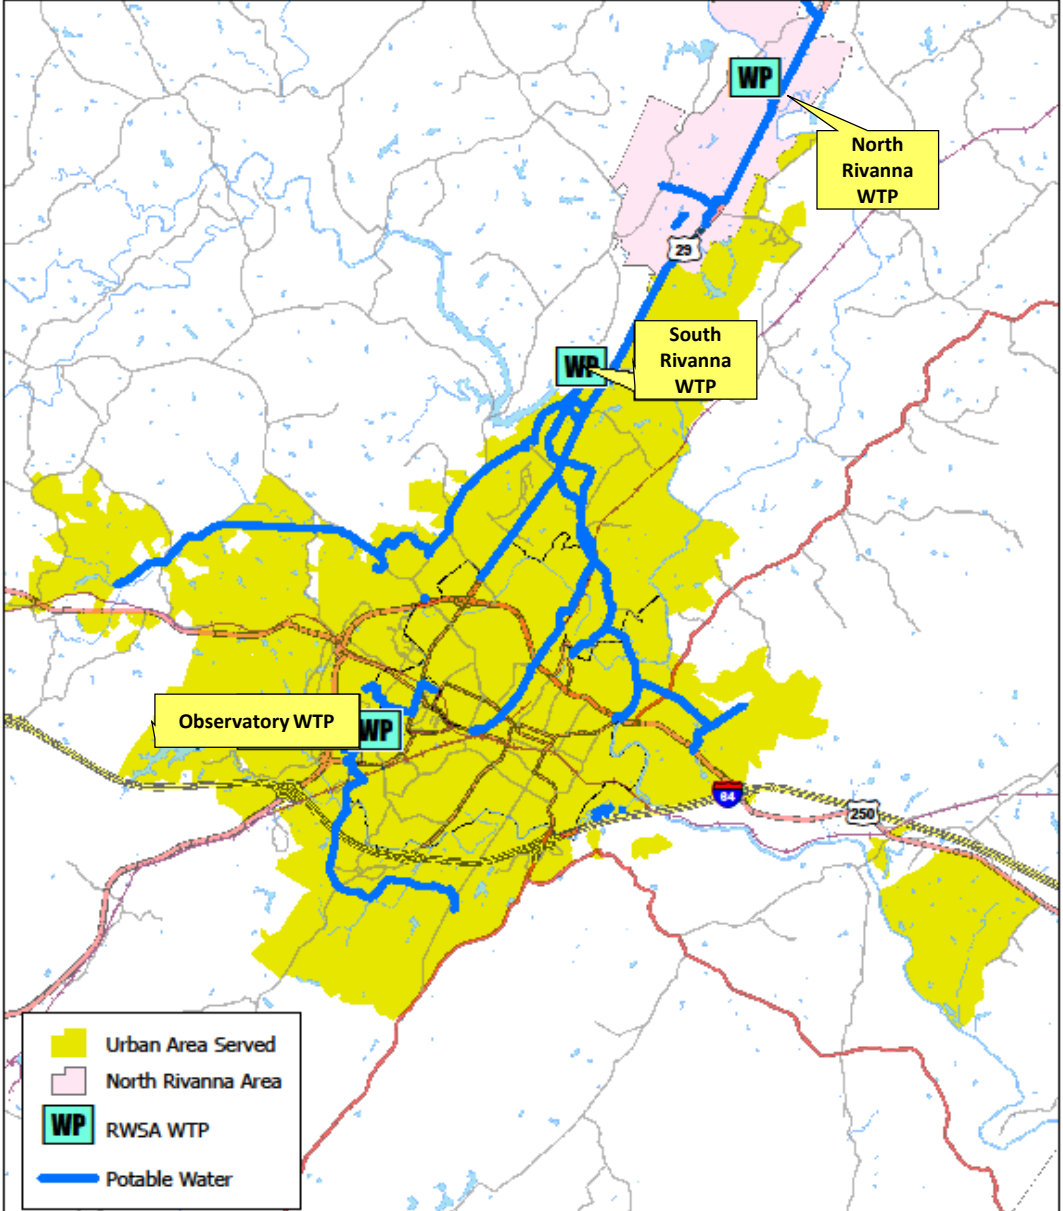 WP
North
Rivanna
WTP
29
South
Rivanna
WTP
WP
Observatory WTP
WP
64
250
Urban Area Served
North Rivanna Area
WP RWSA WTP
Potable Water